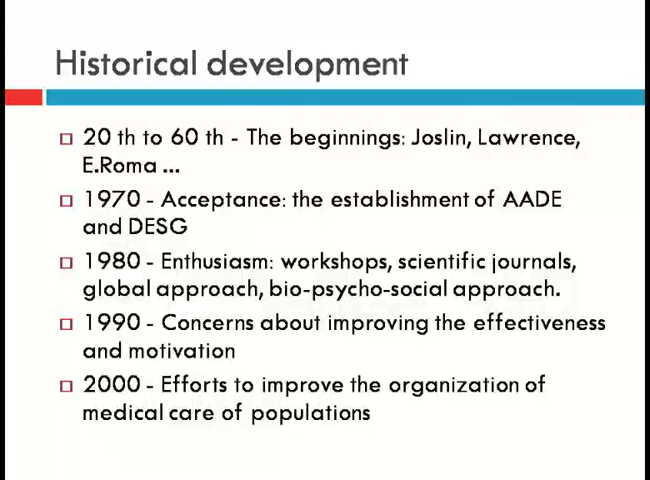 Historical development
20 th to 60 th - The beginnings: Joslin, Lawrence,
E.Roma ...
1970 - Acceptance: the establishment of AADE
and DESG
1980 - Enthusiasm: workshops, scientific journals,
global approach, bio-psycho-social approach.
1990 - Concerns about improving the effectiveness
and motivation
2000 - Efforts to improve the organization of
medical care of populations